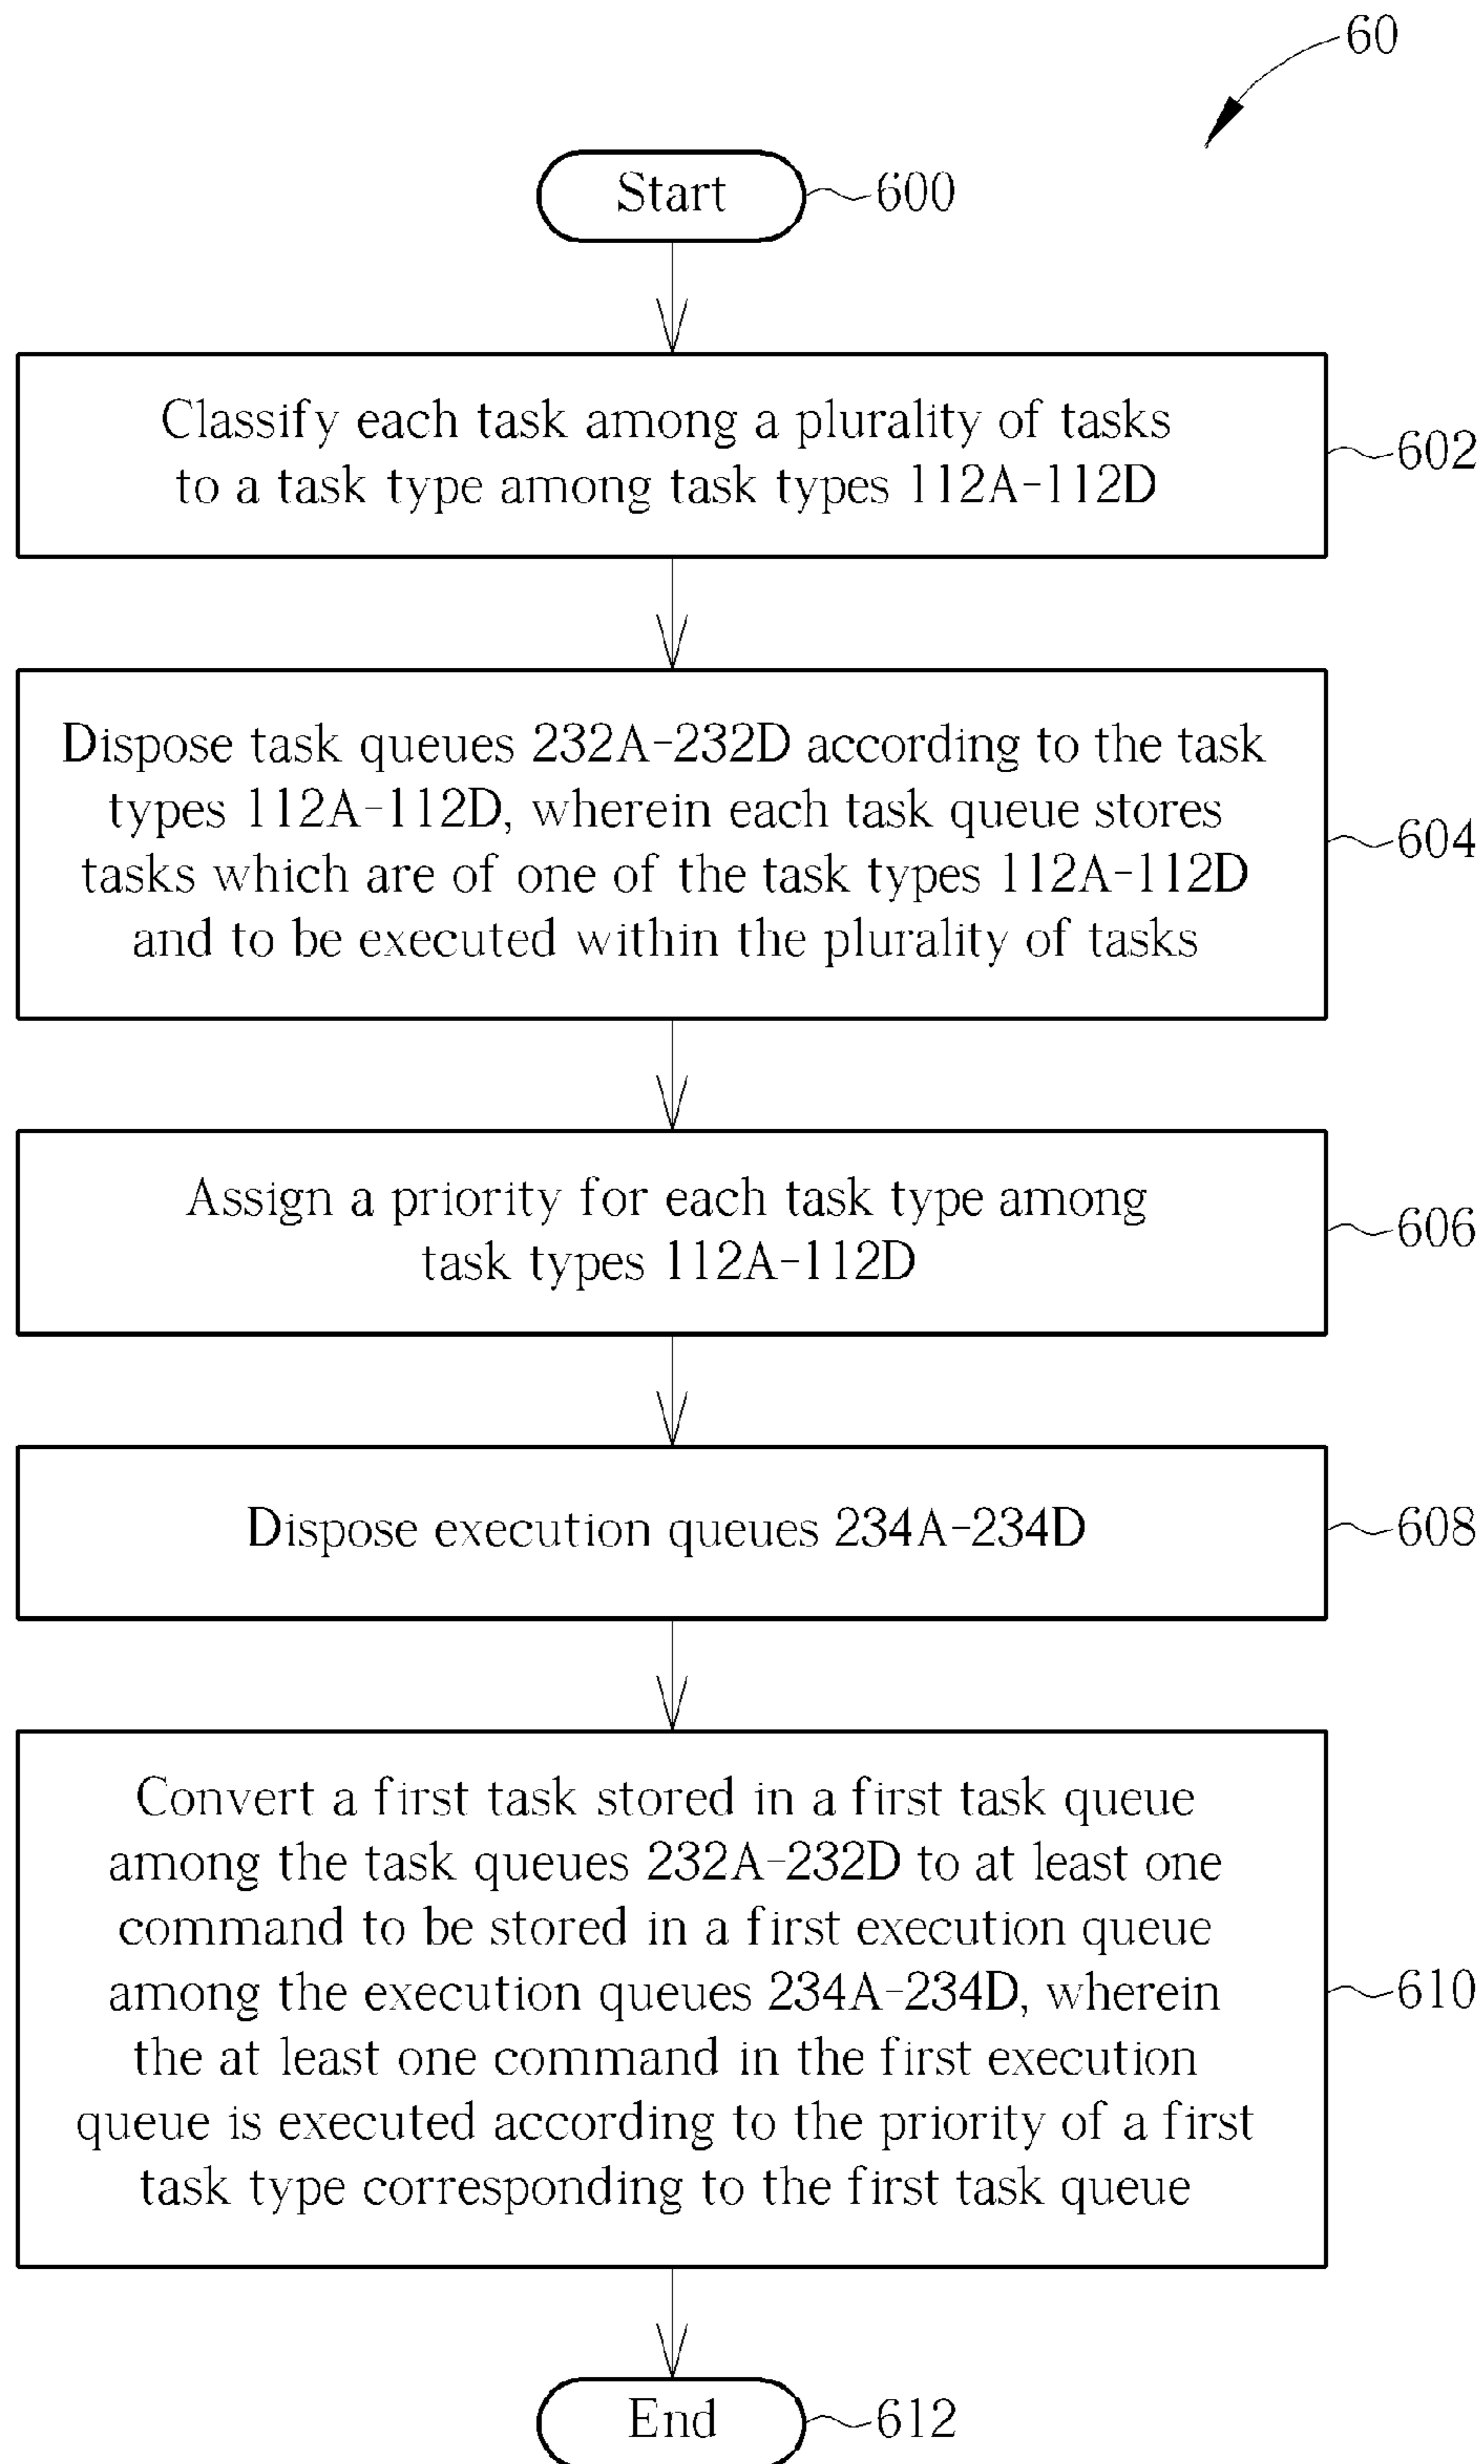 60
Start
600
Classify each task among a plurality of tasks
to a task type among task types 112A-112D
602
Dispose task queues 232A-232D according to the task
types 112A-112D, wherein each task queue stores
tasks which are of one of the task types 112A-112D
and to be executed within the plurality of tasks
604
Assign a priority for each task type among
task types 112A-112D
606
Dispose execution queues 234A-234D
608
Convert a first task stored in a first task queue
among the task queues 232A-232D to at least one
command to be stored in a first execution queue
among the execution queues 234A-234D, wherein
the at least one command in the first execution
queue is executed according to the priority of a first
task type corresponding to the first task queue
610
End
612